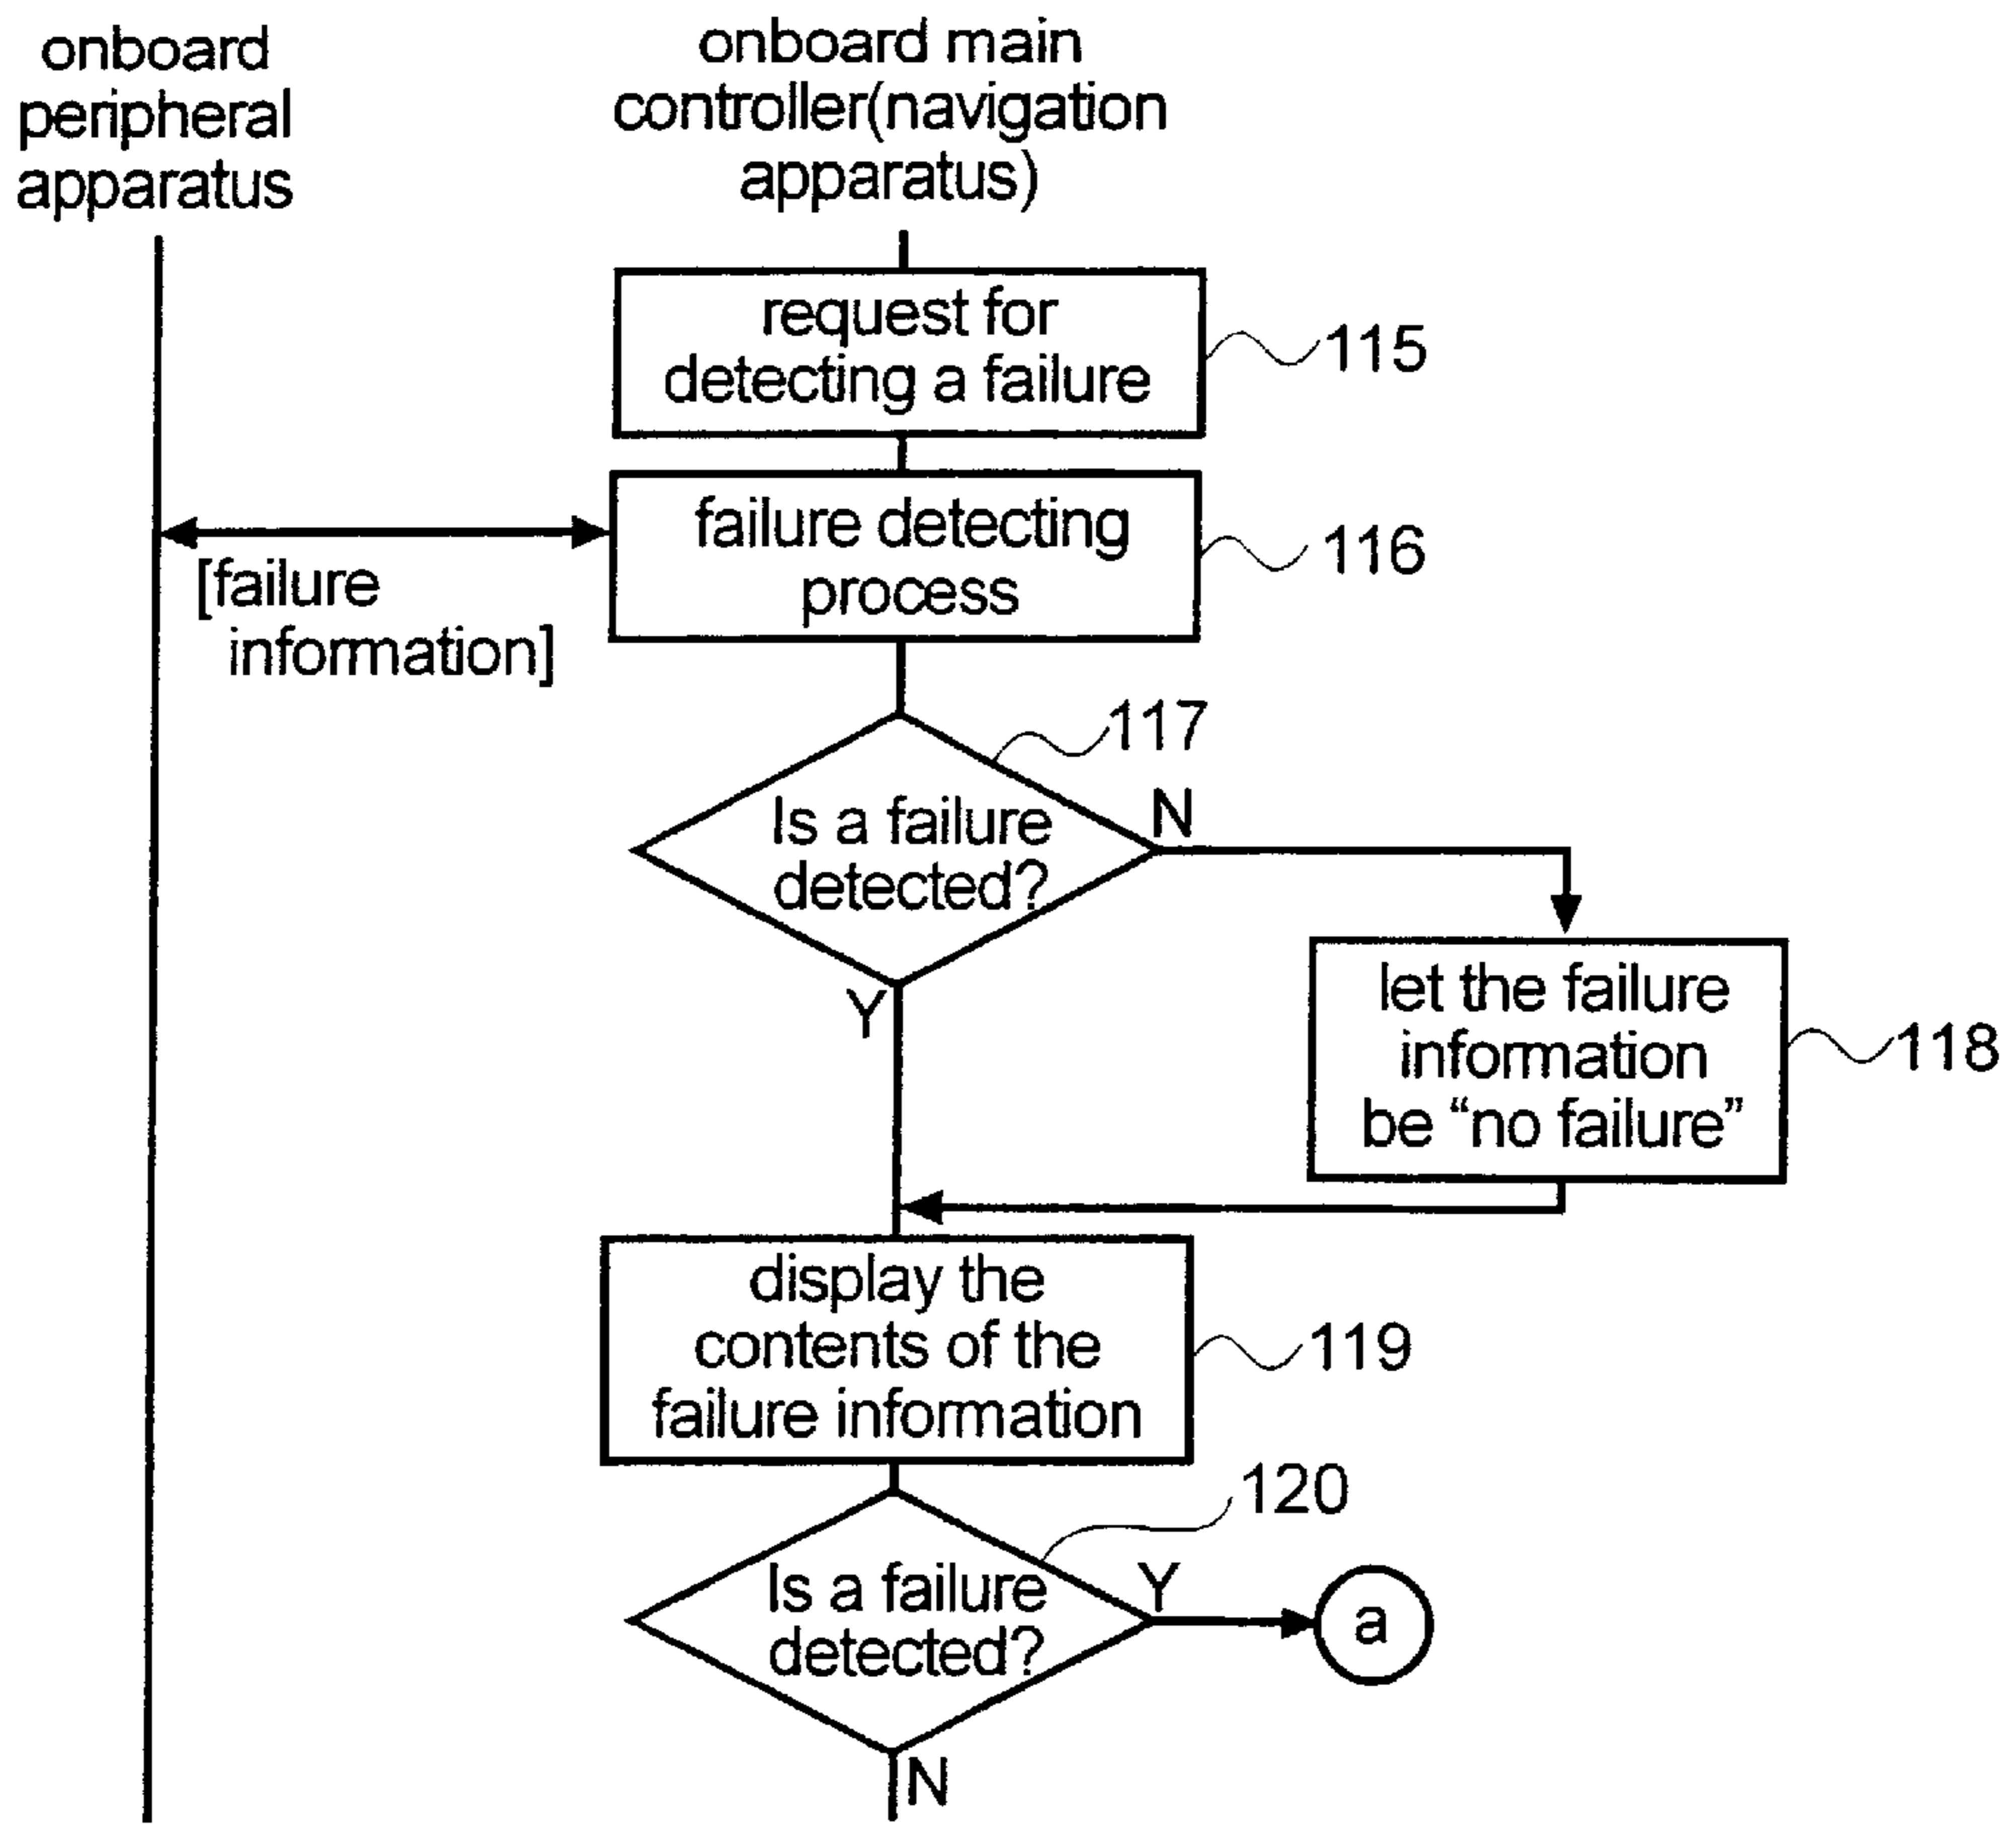 onboard
peripheral
apparatus
onboard main
controller(navigation
apparatus)
request for
detecting a failure
115
failure detecting
process
116
[failure
information]
117
Is a failure
detected?
N
Y
let the failure
information
be “no failure”
118
display the
contents of the
failure information
119
120
Is a failure
detected?
Y
a
N